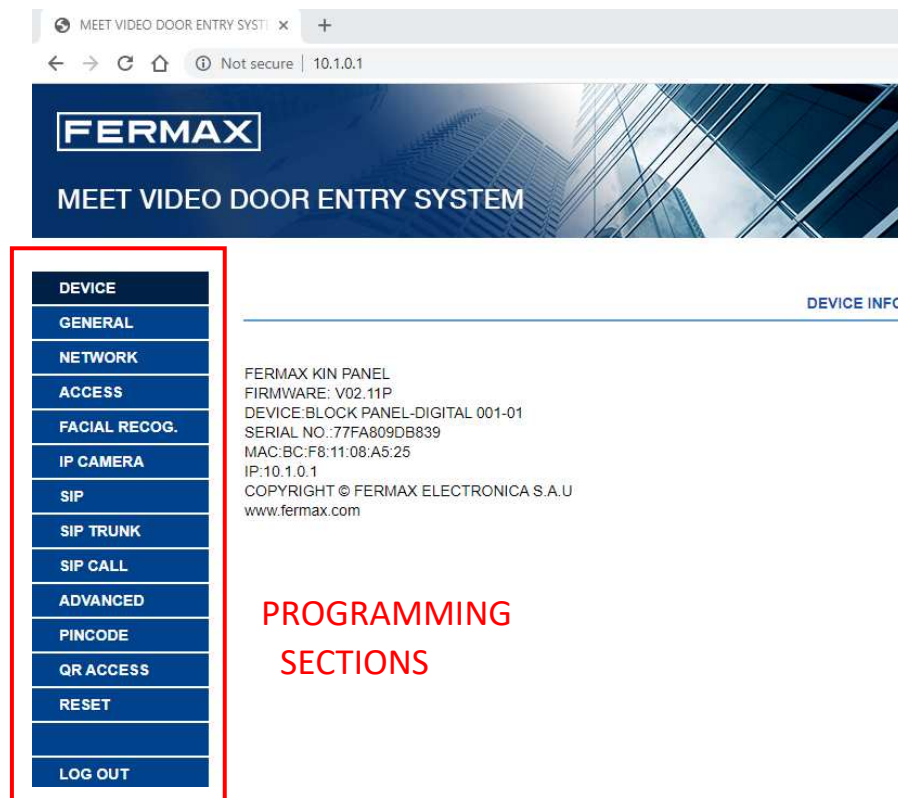 MEET VIDEO DOOR ENTRY SYST
Not secure | 10.1.0.1
FERMAX
MEET VIDEO DOOR ENTRY SYSTEM
DEVICE
GENERAL
NETWORK
ACCESS
FACIAL RECOG.
IP CAMERA
SIP
SIP TRUNK
SIP CALL
ADVANCED
PINCODE
QR ACCESS
RESET
LOG OUT
DEVICE INFO
FERMAX KIN PANEL
FIRMWARE: V02.11P
DEVICE:BLOCK PANEL-DIGITAL 001-01
SERIAL NO.:77FA809DB839
MAC:BC:F8:11:08:A5:25
IP:10.1.0.1
COPYRIGHT © FERMAX ELECTRONICA S.A.U
www.fermax.com
PROGRAMMING
SECTIONS